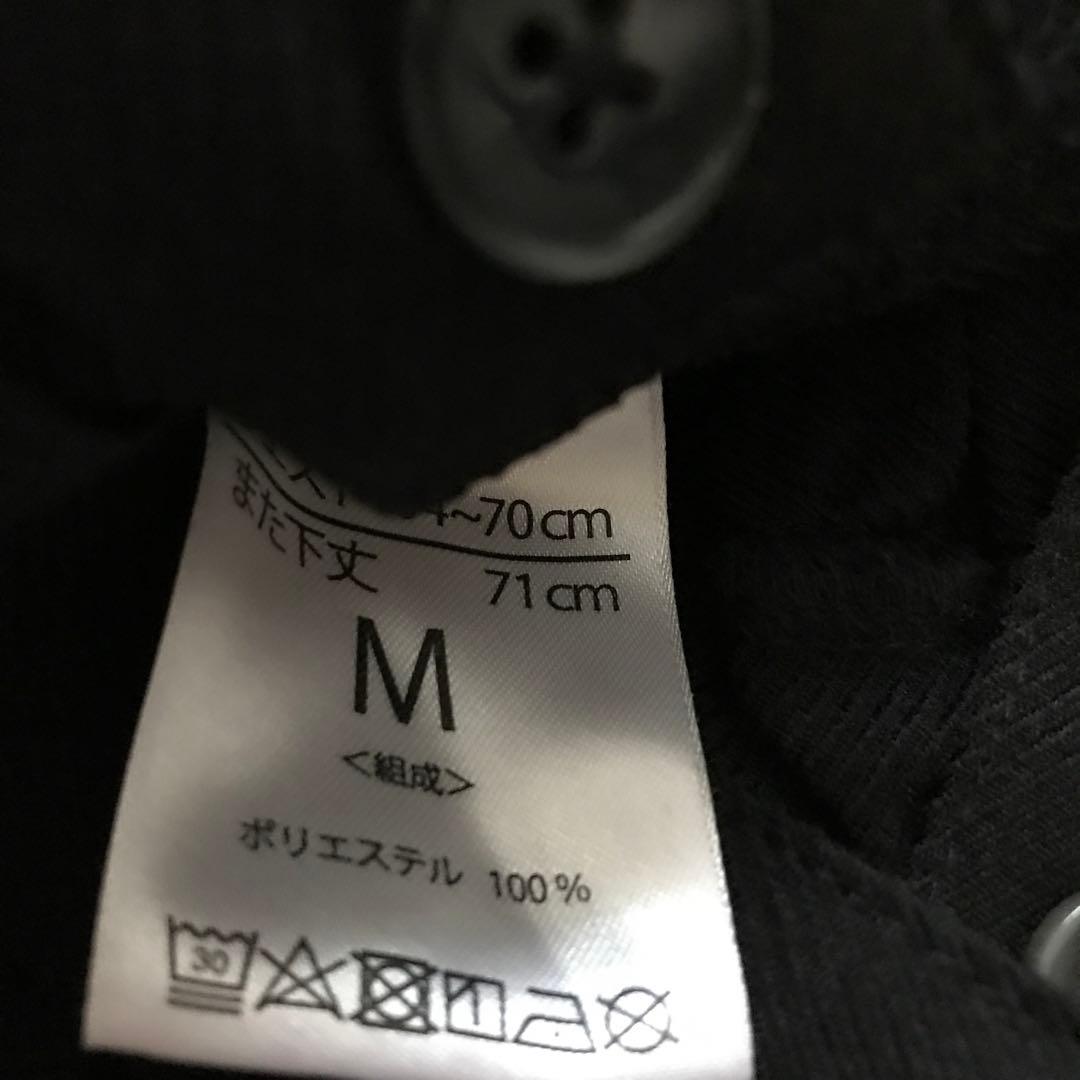 ~70cm
また下丈 71cm
M
<組成>
ポリエステル 100%
30